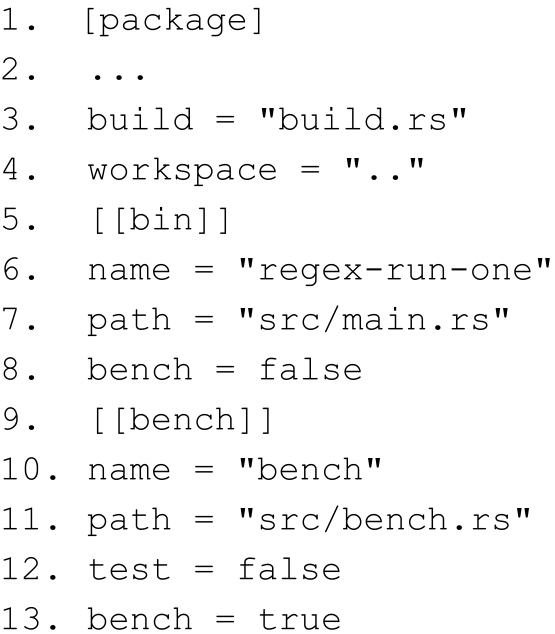 1. [package]
2. ...
3. build = "build.rs"
4. workspace = ".."
5. [[bin]]
6. name = "regex-run-one"
7. path = "src/main.rs"
8. bench = false
9. [[bench]]
10. name = "bench"
11. path = "src/bench.rs"
12. test = false
13. bench = true